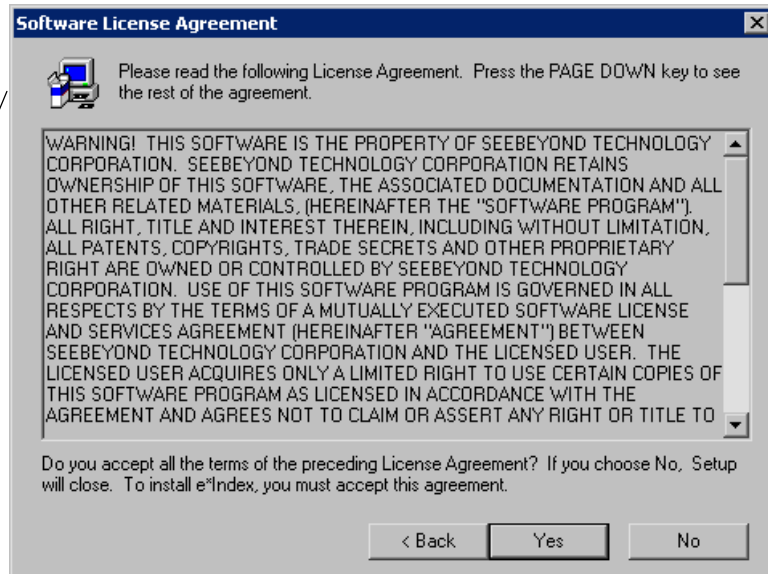 Software License Agreement
Please read the following License Agreement. Press the PAGE DOWN key to see
the rest of the agreement.
WARNING! THIS SOFTWARE IS THE PROPERTY OF SEEBEYOND TECHNOLOGY
CORPORATION. SEEBEYOND TECHNOLOGY CORPORATION RETAINS
OWNERSHIP OF THIS SOFTWARE, THE ASSOCIATED DOCUMENTATION AND ALL
OTHER RELATED MATERIALS, (HEREINAFTER THE "SOFTWARE PROGRAM").
ALL RIGHT, TITLE AND INTEREST THEREIN, INCLUDING WITHOUT LIMITATION,
ALL PATENTS, COPYRIGHTS, TRADE SECRETS AND OTHER PROPRIETARY
RIGHT ARE OWNED OR CONTROLLED BY SEEBEYOND TECHNOLOGY
CORPORATION. USE OF THIS SOFTWARE PROGRAM IS GOVERNED IN ALL
RESPECTS BY THE TERMS OF A MUTUALLY EXECUTED SOFTWARE LICENSE
AND SERVICES AGREEMENT (HEREINAFTER "AGREEMENT") BETWEEN
SEEBEYOND TECHNOLOGY CORPORATION AND THE LICENSED USER. THE
LICENSED USER ACQUIRES ONLY A LIMITED RIGHT TO USE CERTAIN COPIES OF
THIS SOFTWARE PROGRAM AS LICENSED IN ACCORDANCE WITH THE
AGREEMENT AND AGREES NOT TO CLAIM OR ASSERT ANY RIGHT OR TITLE TO
Do you accept all the terms of the preceding License Agreement? If you choose No, Setup
will close. To install e*Index, you must accept this agreement.
< Back Yes No